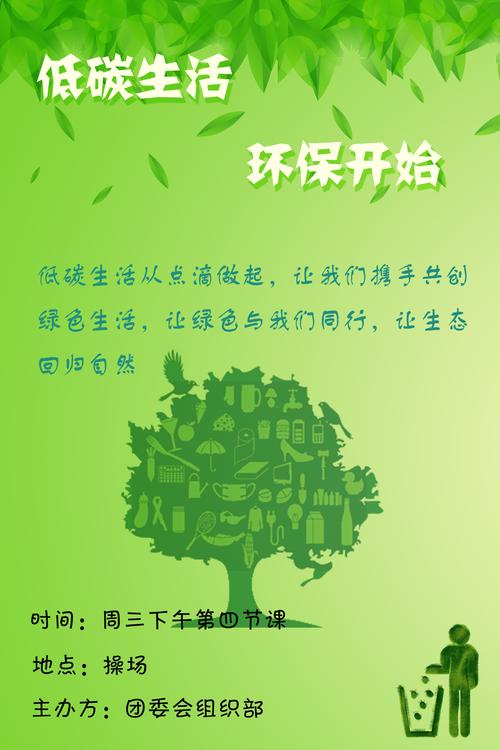 低碳生活
环保开始
低碳生活从点滴做起，让我们携手共创
绿色生活，让绿色与我们同行，让生态
回归自然
时间：周三下午第四节课
地点：操场
主办方：团委会组织部